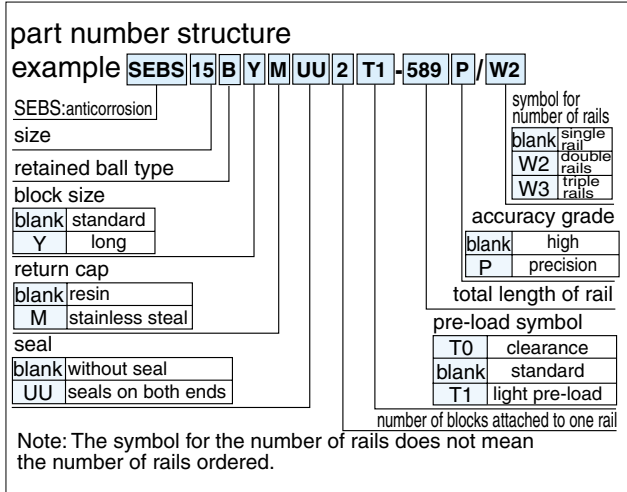 part number structure
example SEBS 15 B Y M UU 2 T1 - 589 P / W2
SEBS:anticorrosion
size
retained ball type
block size
blank standard
Y long
return cap
blank resin
M stainless steal
seal
blank without seal
UU seals on both ends
symbol for
number of rails
blank single
rail
W2 double
rails
W3 triple
rails
accuracy grade
blank high
P precision
total length of rail
pre-load symbol
T0 clearance
blank standard
T1 light pre-load
number of blocks attached to one rail
Note: The symbol for the number of rails does not mean
the number of rails ordered.